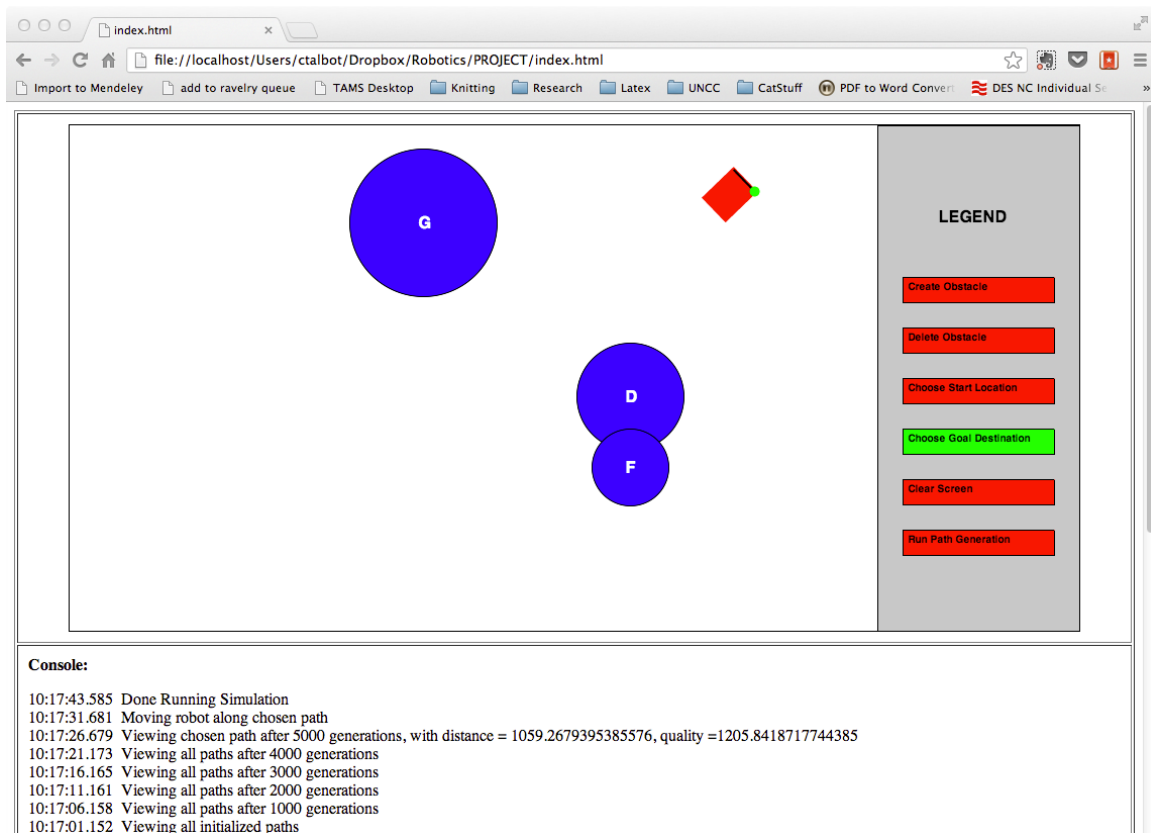 index.html
file://localhost/Users/ctalbot/Dropbox/Robotics/PROJECT/index.html
Import to Mendeley add to ravelry queue TAMS Desktop Knitting Research Latex UNCC CatStuff PDF to Word Conver DES NC Individual Se »
G
LEGEND
Create Obstacle
Delete Obstacle
D
Choose Start Location
Choose Goal Destination
F
Clear Screen
Run Path Generation
Console:
10:17:43.585 Done Running Simulation
10:17:31.681 Moving robot along chosen path
10:17:26.679 Viewing chosen path after 5000 generations, with distance = 1059.2679395385576, quality =1205.8418717744385
10:17:21.173 Viewing all paths after 4000 generations
10:17:16.165 Viewing all paths after 3000 generations
10:17:11.161 Viewing all paths after 2000 generations
10:17:06.158 Viewing all paths after 1000 generations
10:17:01.152 Viewing all initialized paths